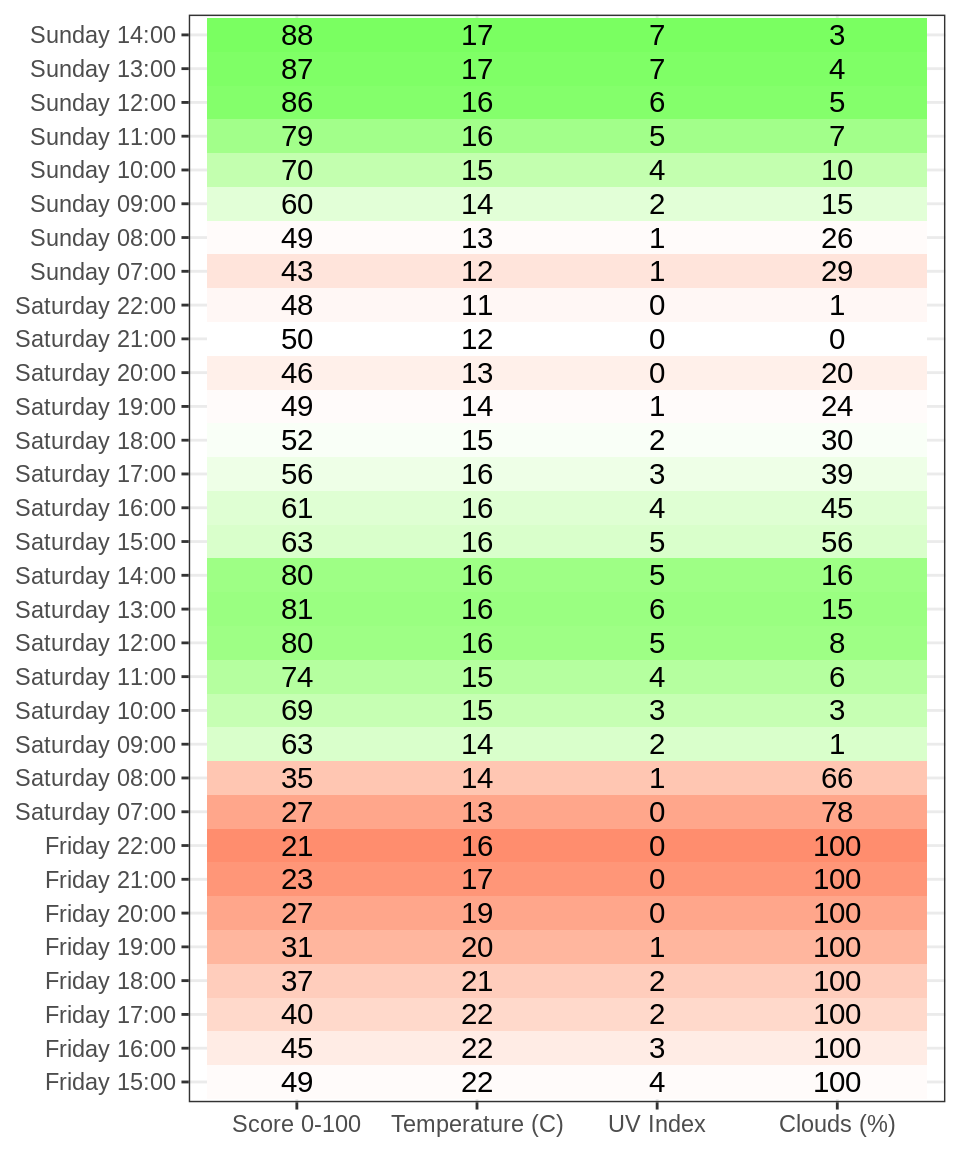 Sunday 14:00 88 17 7 3
Sunday 13:00 87 17 7 4
Sunday 12:00 86 16 6 5
Sunday 11:00 79 16 5 7
Sunday 10:00 70 15 4 10
Sunday 09:00 60 14 2 15
Sunday 08:00 49 13 1 26
Sunday 07:00 43 12 1 29
Saturday 22:00 48 11 0 1
Saturday 21:00 50 12 0 0
Saturday 20:00 46 13 0 20
Saturday 19:00 49 14 1 24
Saturday 18:00 52 15 2 30
Saturday 17:00 56 16 3 39
Saturday 16:00 61 16 4 45
Saturday 15:00 63 16 5 56
Saturday 14:00 80 16 5 16
Saturday 13:00 81 16 6 15
Saturday 12:00 80 16 5 8
Saturday 11:00 74 15 4 6
Saturday 10:00 69 15 3 3
Saturday 09:00 63 14 2 1
Saturday 08:00 35 14 1 66
Saturday 07:00 27 13 0 78
Friday 22:00 21 16 0 100
Friday 21:00 23 17 0 100
Friday 20:00 27 19 0 100
Friday 19:00 31 20 1 100
Friday 18:00 37 21 2 100
Friday 17:00 40 22 2 100
Friday 16:00 45 22 3 100
Friday 15:00 49 22 4 100
Score 0-100 Temperature (C) UV Index Clouds (%)